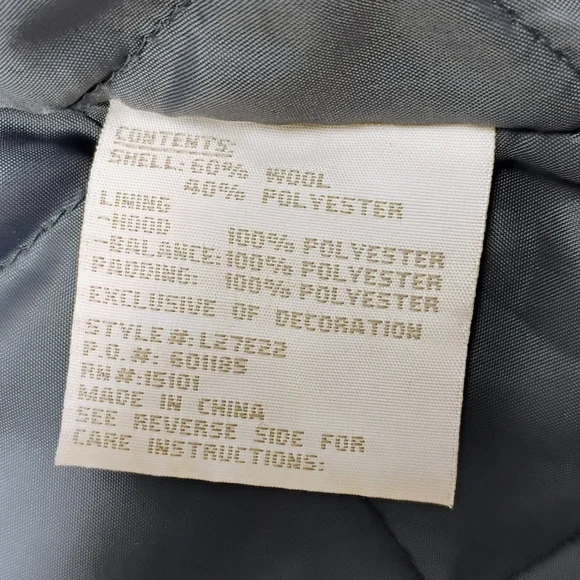 CONTENTS:
SHELL: 60% WOOL
40% POLYESTER
LINING
-HOOD 100% POLYESTER
-BALANCE: 100% POLYESTER
PADDING: 100% POLYESTER
EXCLUSIVE OF DECORATION
STYLE#: L27E22
P.O.#: 601185
RN#: 15101
MADE IN CHINA
SEE REVERSE SIDE FOR
CARE INSTRUCTIONS: